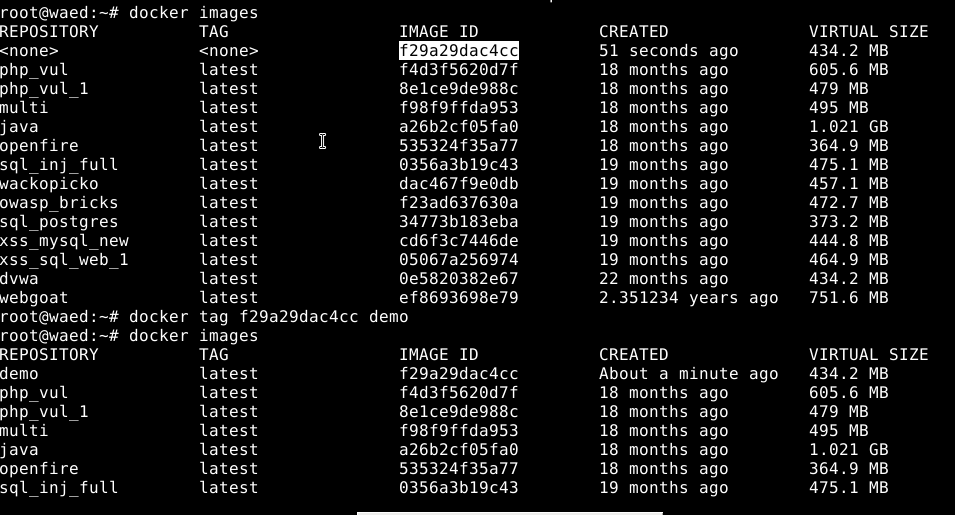 root@waed:~# docker images
REPOSITORY TAG IMAGE ID CREATED VIRTUAL SIZE
<none> <none> f29a29dac4cc 51 seconds ago 434.2 MB
php_vul latest f4d3f5620d7f 18 months ago 605.6 MB
php_vul_1 latest 8e1ce9de988c 18 months ago 479 MB
multi latest f98f9ffda953 18 months ago 495 MB
java latest a26b2cf05fa0 18 months ago 1.021 GB
openfire latest 535324f35a77 18 months ago 364.9 MB
sql_inj_full latest 0356a3b19c43 19 months ago 475.1 MB
wackopicko latest dac467f9e0db 19 months ago 457.1 MB
owasp_bricks latest f23ad637630a 19 months ago 472.7 MB
sql_postgres latest 34773b183eba 19 months ago 373.2 MB
xss_mysql_new latest cd6f3c7446de 19 months ago 444.8 MB
xss_sql_web_1 latest 05067a256974 19 months ago 464.9 MB
dvwa latest 0e5820382e67 22 months ago 434.2 MB
webgoat latest ef8693698e79 2.351234 years ago 751.6 MB
root@waed:~# docker tag f29a29dac4cc demo
root@waed:~# docker images
REPOSITORY TAG IMAGE ID CREATED VIRTUAL SIZE
demo latest f29a29dac4cc About a minute ago 434.2 MB
php_vul latest f4d3f5620d7f 18 months ago 605.6 MB
php_vul_1 latest 8e1ce9de988c 18 months ago 479 MB
multi latest f98f9ffda953 18 months ago 495 MB
java latest a26b2cf05fa0 18 months ago 1.021 GB
openfire latest 535324f35a77 18 months ago 364.9 MB
sql_inj_full latest 0356a3b19c43 19 months ago 475.1 MB